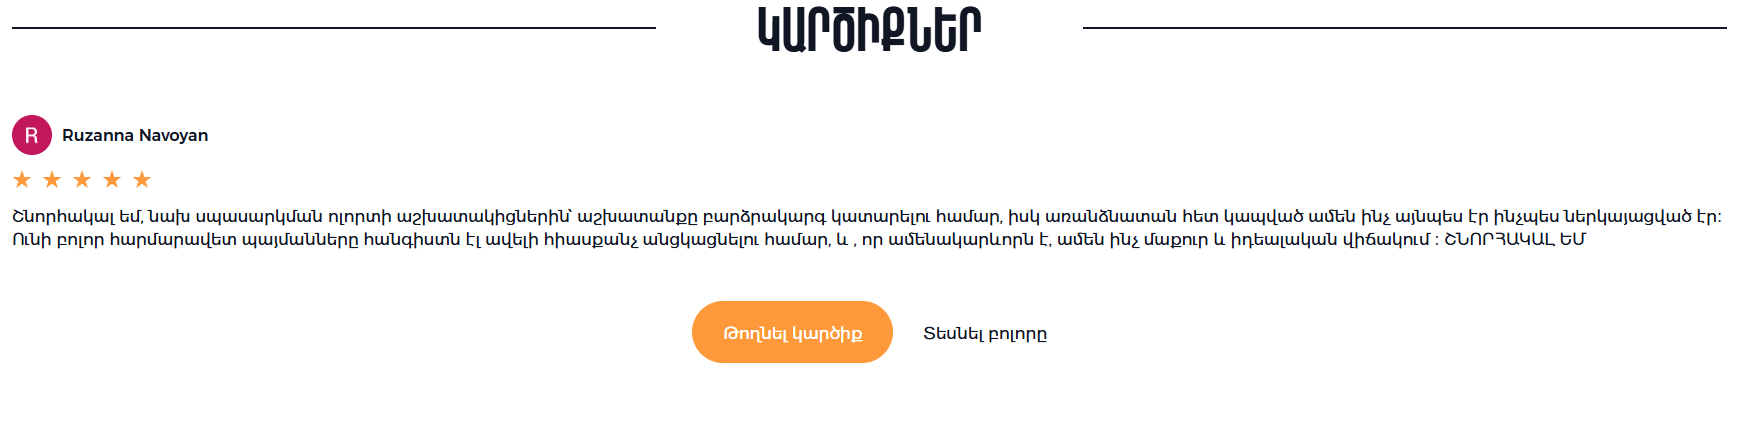 ԿԱՐԾԻՔՆԵՐ
R
Ruzanna Navoyan
Շնորհակալ եմ, նախ սպասարկման ոլորտի աշխատակիցներին՝ աշխատանքը բարձրակարգ կատարելու համար, իսկ առանձնատան հետ կապված ամեն ինչ այնպես էր ինչպես ներկայացված էր:
Ունի բոլոր հարմարավետ պայմանները հանգիստն էլ ավելի հիասքանչ անցկացնելու համար, և , որ ամենակարևորն է, ամեն ինչ մաքուր և իդեալական վիճակում : ՇՆՈՐՀԱԿԱԼ ԵՄ
Թողնել կարծիք
Տեսնել բոլորը